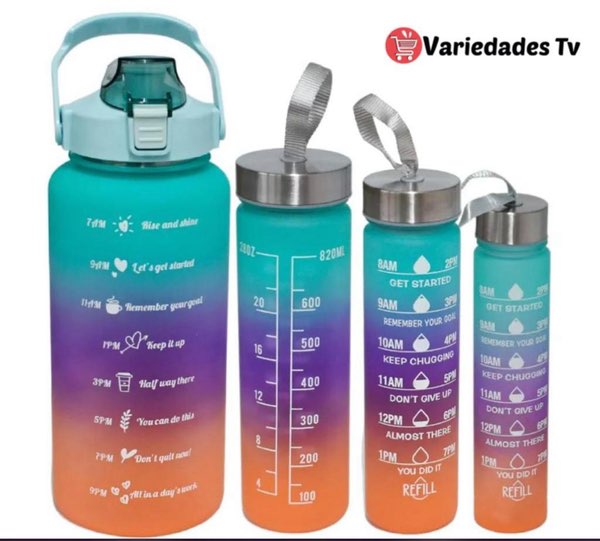 Variedades Tv
7AM Rise and shine
9AM Let's get started
11AM Remember your goal
1PM Keep it up
3PM Half way there
5PM You can do this
7PM Don't quit now!
9PM All in a day's work
28OZ 820ML
20 600
500
16
400
12
300
8
200
4
100
8AM 2PM
GET STARTED
9AM 3PM
REMEMBER YOUR GOAL
10AM 4PM
KEEP CHUGGING
11AM 5PM
DON'T GIVE UP
12PM 6PM
ALMOST THERE
1PM 7PM
YOU DID IT
REFILL
8AM 2PM
GET STARTED
9AM 3PM
REMEMBER YOUR GOAL
10AM 4PM
KEEP CHUGGING
11AM 5PM
DON'T GIVE UP
12PM 6PM
ALMOST THERE
1PM 7PM
YOU DID IT
REFILL